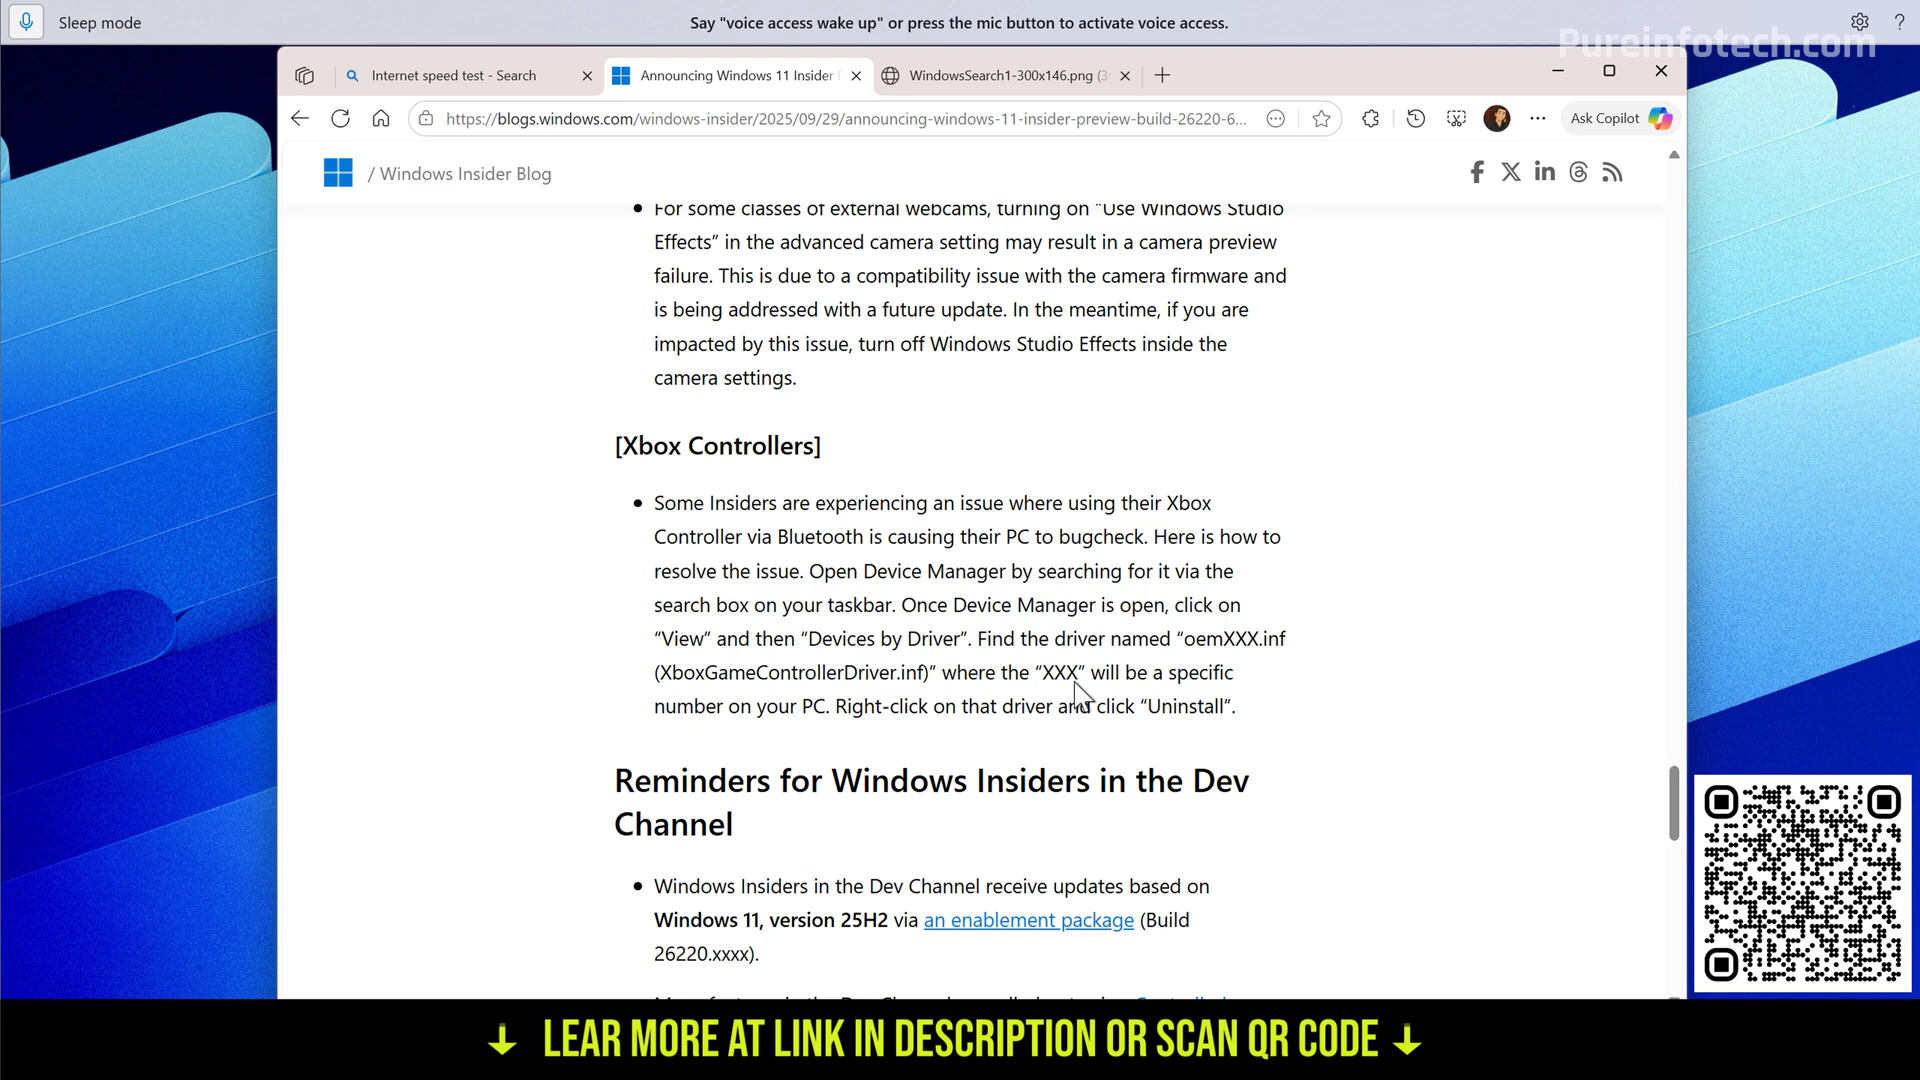 Sleep mode
Say "voice access wake up" or press the mic button to activate voice access.
?
Pureinfotech.com
Internet speed test - Search
Announcing Windows 11 Insider
WindowsSearch1-300x146.png
https://blogs.windows.com/windows-insider/2025/09/29/announcing-windows-11-insider-preview-build-26220-6...
Ask Copilot
/ Windows Insider Blog
• For some classes of external webcams, turning on "Use Windows Studio
Effects” in the advanced camera setting may result in a camera preview
failure. This is due to a compatibility issue with the camera firmware and
is being addressed with a future update. In the meantime, if you are
impacted by this issue, turn off Windows Studio Effects inside the
camera settings.
[Xbox Controllers]
• Some Insiders are experiencing an issue where using their Xbox
Controller via Bluetooth is causing their PC to bugcheck. Here is how to
resolve the issue. Open Device Manager by searching for it via the
search box on your taskbar. Once Device Manager is open, click on
“View” and then “Devices by Driver”. Find the driver named “oemXXX.inf
(XboxGameControllerDriver.inf)” where the “XXX” will be a specific
number on your PC. Right-click on that driver and click “Uninstall”.
Reminders for Windows Insiders in the Dev
Channel
• Windows Insiders in the Dev Channel receive updates based on
Windows 11, version 25H2 via an enablement package (Build
26220.xxxx).
↓ LEAR MORE AT LINK IN DESCRIPTION OR SCAN QR CODE ↓